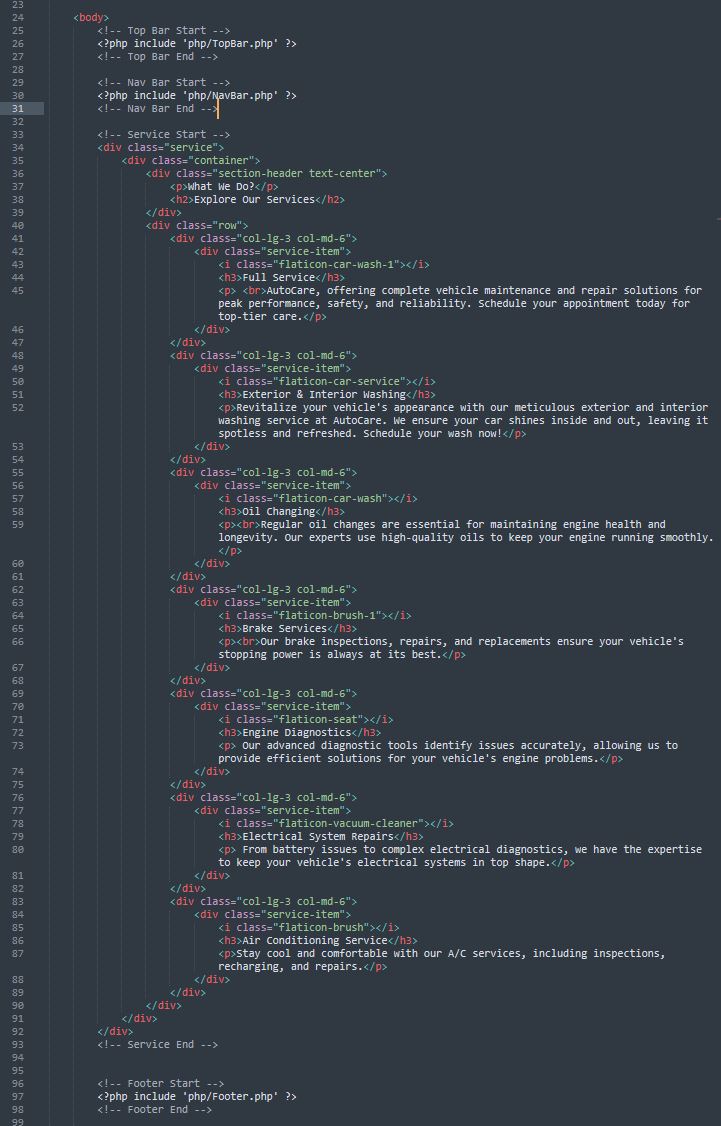 23
24 <body>
25 <!-- Top Bar Start -->
26 <?php include 'php/TopBar.php' ?>
27 <!-- Top Bar End -->
28
29 <!-- Nav Bar Start -->
30 <?php include 'php/NavBar.php' ?>
31 <!-- Nav Bar End -->
32
33 <!-- Service Start -->
34 <div class="service">
35 <div class="container">
36 <div class="section-header text-center">
37 <p>What We Do?</p>
38 <h2>Explore Our Services</h2>
39 </div>
40 <div class="row">
41 <div class="col-lg-3 col-md-6">
42 <div class="service-item">
43 <i class="flaticon-car-wash-1"></i>
44 <h3>Full Service</h3>
45 <p> <br>AutoCare, offering complete vehicle maintenance and repair solutions for
peak performance, safety, and reliability. Schedule your appointment today for
top-tier care.</p>
46 </div>
47 </div>
48 <div class="col-lg-3 col-md-6">
49 <div class="service-item">
50 <i class="flaticon-car-service"></i>
51 <h3>Exterior & Interior Washing</h3>
52 <p>Revitalize your vehicle's appearance with our meticulous exterior and interior
washing service at AutoCare. We ensure your car shines inside and out, leaving it
spotless and refreshed. Schedule your wash now!</p>
53 </div>
54 </div>
55 <div class="col-lg-3 col-md-6">
56 <div class="service-item">
57 <i class="flaticon-car-wash"></i>
58 <h3>Oil Changing</h3>
59 <p><br>Regular oil changes are essential for maintaining engine health and
longevity. Our experts use high-quality oils to keep your engine running smoothly.
</p>
60 </div>
61 </div>
62 <div class="col-lg-3 col-md-6">
63 <div class="service-item">
64 <i class="flaticon-brush-1"></i>
65 <h3>Brake Services</h3>
66 <p><br>Our brake inspections, repairs, and replacements ensure your vehicle's
stopping power is always at its best.</p>
67 </div>
68 </div>
69 <div class="col-lg-3 col-md-6">
70 <div class="service-item">
71 <i class="flaticon-seat"></i>
72 <h3>Engine Diagnostics</h3>
73 <p> Our advanced diagnostic tools identify issues accurately, allowing us to
provide efficient solutions for your vehicle's engine problems.</p>
74 </div>
75 </div>
76 <div class="col-lg-3 col-md-6">
77 <div class="service-item">
78 <i class="flaticon-vacuum-cleaner"></i>
79 <h3>Electrical System Repairs</h3>
80 <p> From battery issues to complex electrical diagnostics, we have the expertise
to keep your vehicle's electrical systems in top shape.</p>
81 </div>
82 </div>
83 <div class="col-lg-3 col-md-6">
84 <div class="service-item">
85 <i class="flaticon-brush"></i>
86 <h3>Air Conditioning Service</h3>
87 <p>Stay cool and comfortable with our A/C services, including inspections,
recharging, and repairs.</p>
88 </div>
89 </div>
90 </div>
91 </div>
92 </div>
93 <!-- Service End -->
94
95
96 <!-- Footer Start -->
97 <?php include 'php/Footer.php' ?>
98 <!-- Footer End -->
99